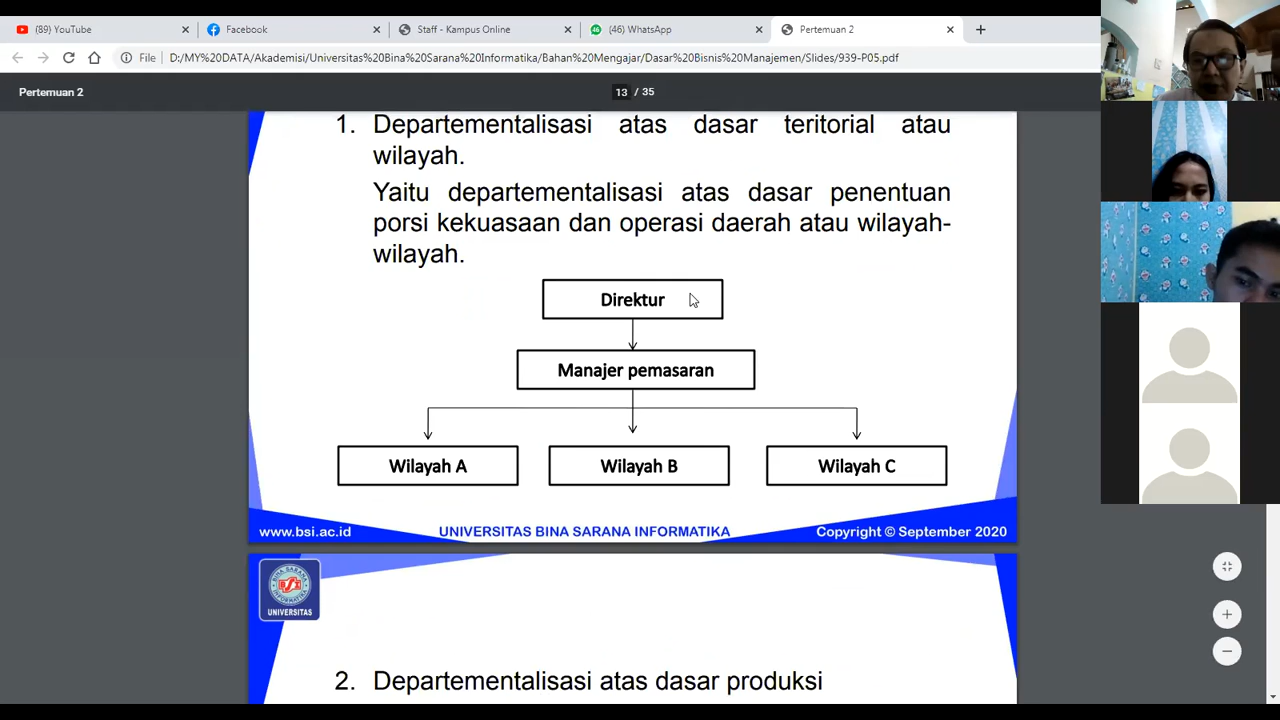 (89) YouTube
Facebook
Staff - Kampus Online
(46) WhatsApp
Pertemuan 2
File
D:/MY%20DATA/Akademisi/Universitas%20Bina%20Sarana%20Informatika/Bahan%20Mengajar/Dasar%20Bisnis%20Manajemen/Slides/939-P05.pdf
Pertemuan 2
13 / 35
1. Departementalisasi atas dasar teritorial atau
wilayah.
Yaitu departementalisasi atas dasar penentuan
porsi kekuasaan dan operasi daerah atau wilayah-
wilayah.
Direktur
Manajer pemasaran
Wilayah A
Wilayah B
Wilayah C
www.bsi.ac.id
UNIVERSITAS BINA SARANA INFORMATIKA
Copyright © September 2020
BSI
UNIVERSITAS
2. Departementalisasi atas dasar produksi